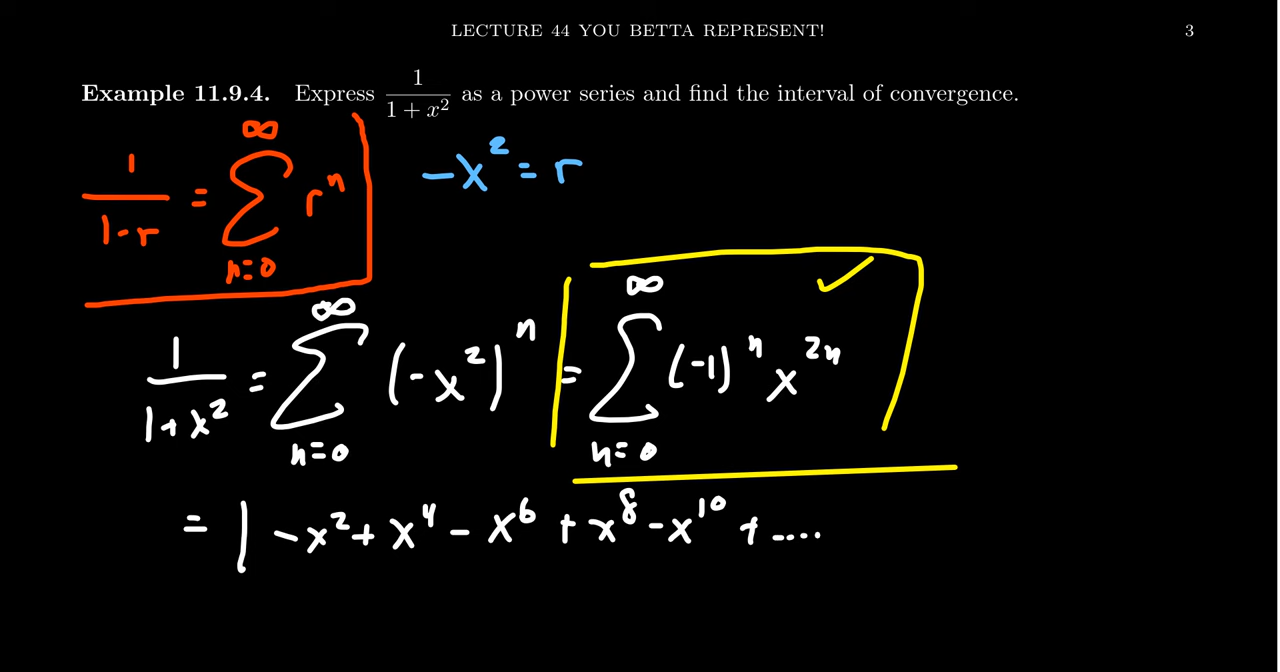 LECTURE 44 YOU BETTA REPRESENT! 3
Example 11.9.4. Express 1/(1 + x²) as a power series and find the interval of convergence.
1/(1-r) = ∑_{n=0}^{∞} r^n
-x² = r
1/(1+x²) = ∑_{n=0}^{∞} (-x²)^n = ∑_{n=0}^{∞} (-1)^n x^{2n} ✓
= 1 - x² + x⁴ - x⁶ + x⁸ - x¹⁰ + ....